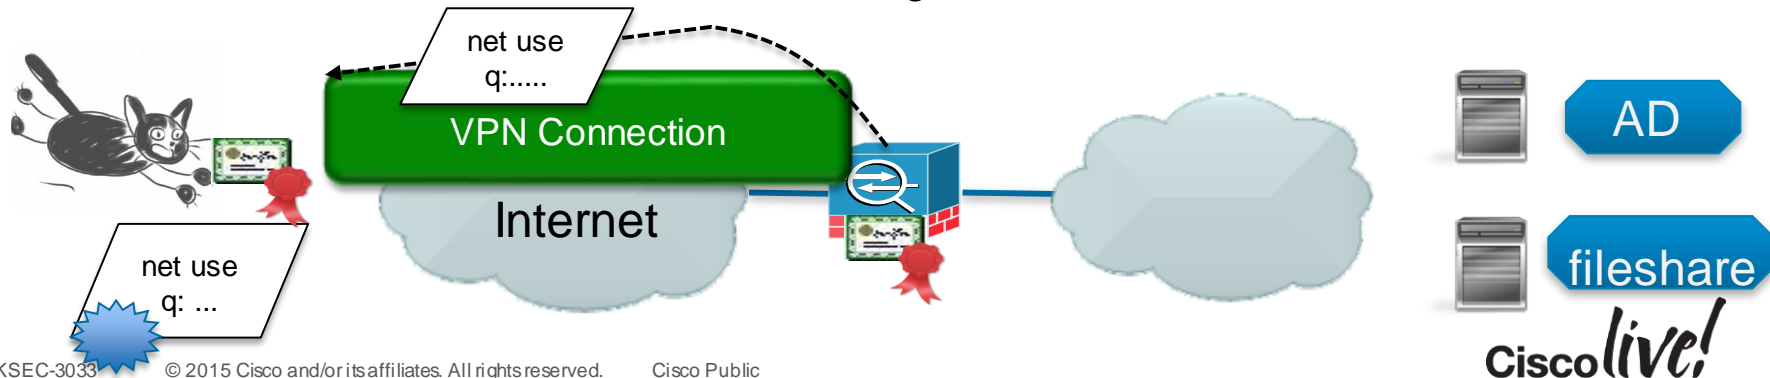 net use
q:.....
VPN Connection
AD
Internet
net use
q: ...
fileshare
KSEC-3033
© 2015 Cisco and/or its affiliates. All rights reserved.
Cisco Public
Cisco live!